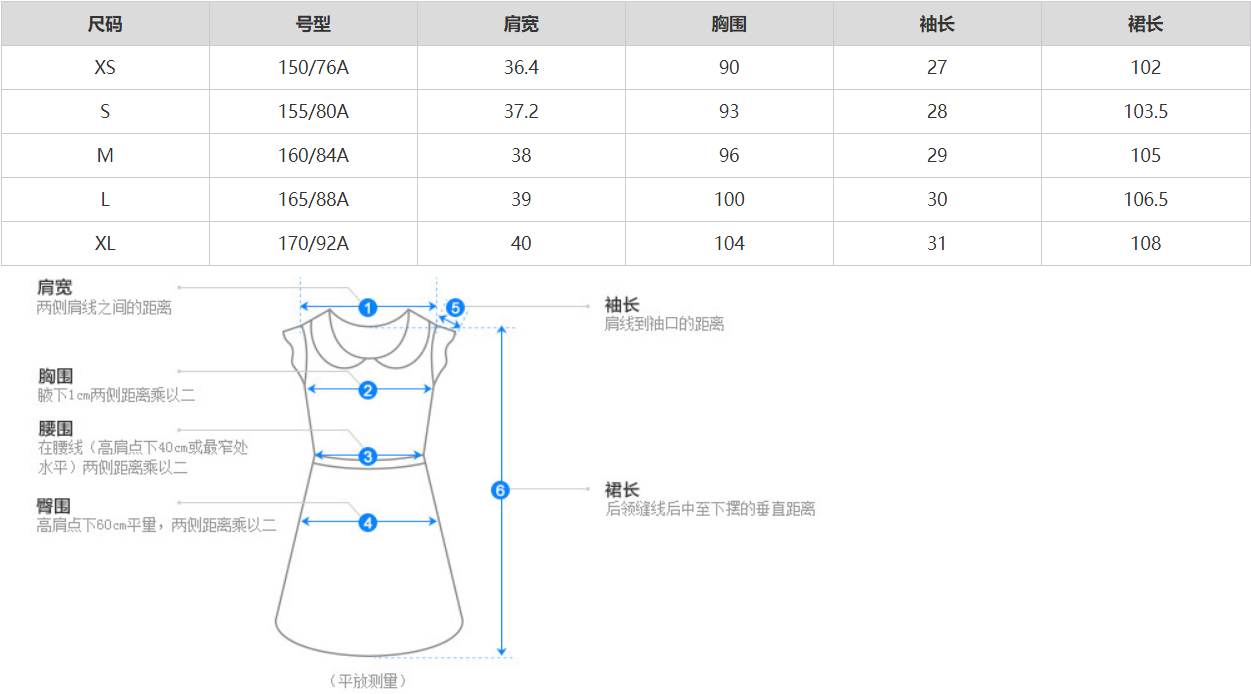 尺码 号型 肩宽 胸围 袖长 裙长
XS 150/76A 36.4 90 27 102
S 155/80A 37.2 93 28 103.5
M 160/84A 38 96 29 105
L 165/88A 39 100 30 106.5
XL 170/92A 40 104 31 108
肩宽
两侧肩线之间的距离
1
5
袖长
肩线到袖口的距离
胸围
腋下1cm两侧距离乘以二
2
腰围
在腰线（高肩点下40cm或最窄处
水平）两侧距离乘以二
3
臀围
高肩点下60cm平量，两侧距离乘以二
4
6
裙长
后领缝线后中至下摆的垂直距离
（平放测量）